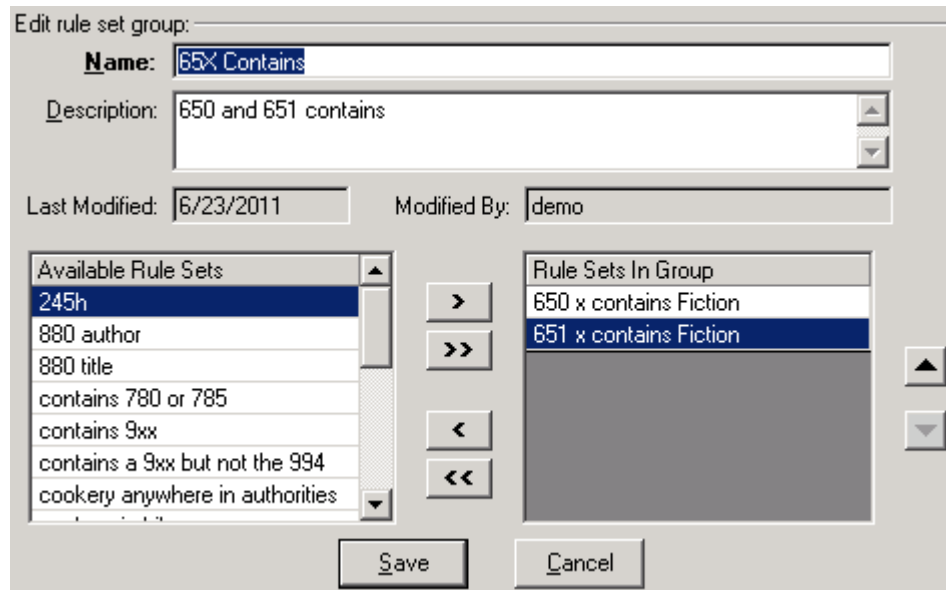 Edit rule set group:
Name: 65X Contains
Description: 650 and 651 contains
Last Modified: 6/23/2011 Modified By: demo
Available Rule Sets
245h
880 author
880 title
contains 780 or 785
contains 9xx
contains a 9xx but not the 994
cookery anywhere in authorities
>
>>
<
<<
Rule Sets In Group
650 x contains Fiction
651 x contains Fiction
Save Cancel